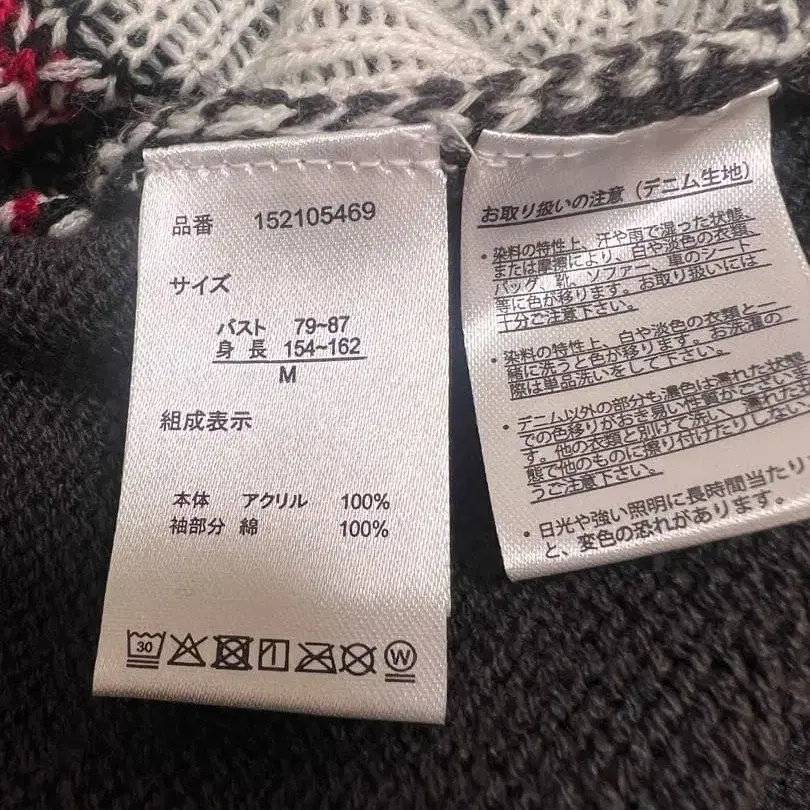 品番 152105469
サイズ
バスト 79~87
身 長 154~162
M
組成表示
本体 アクリル 100%
袖部分 綿 100%
30
W
お取り扱いの注意 (デニム生地)
・染料の特性上、汗や雨で湿った状態、
または摩擦により、白や淡色の衣類、
バッグ、靴、ソファー、車のシート
等に色が移ります。お取り扱いには
十分ご注意下さい。
・染料の特性上、白や淡色の衣類と一
緒に洗うと色が移ります。お洗濯の
際は単品洗いをして下さい。
・デニム以外の部分も濃色は濡れた状態
での色移りがおき易い性質がございま
す。他の衣類と別けて洗い、濡れた
態で他のものに擦り付けたりしない
うご注意下さい。
・日光や強い照明に長時間当たり
と、変色の恐れがあります。